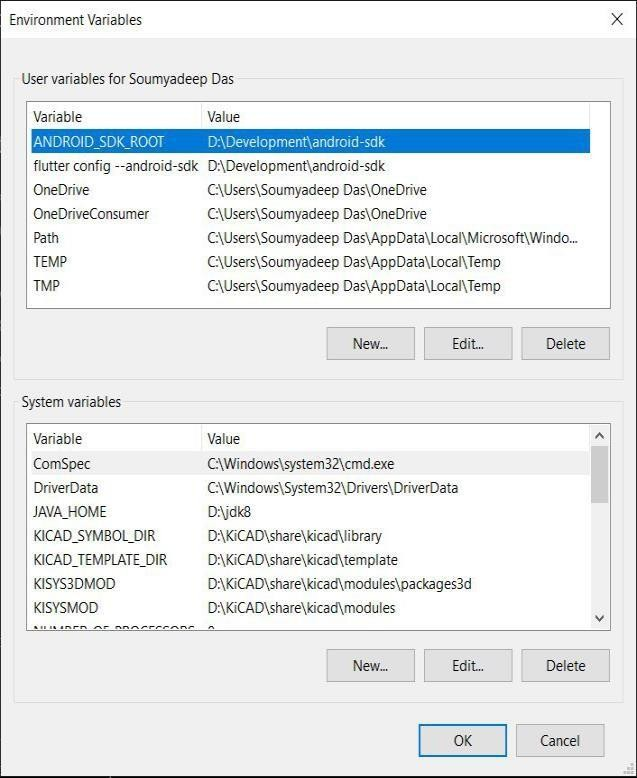 Environment Variables
User variables for Soumyadeep Das
Variable Value
ANDROID_SDK_ROOT D:\Development\android-sdk
flutter config --android-sdk D:\Development\android-sdk
OneDrive C:\Users\Soumyadeep Das\OneDrive
OneDriveConsumer C:\Users\Soumyadeep Das\OneDrive
Path C:\Users\Soumyadeep Das\AppData\Local\Microsoft\Windo...
TEMP C:\Users\Soumyadeep Das\AppData\Local\Temp
TMP C:\Users\Soumyadeep Das\AppData\Local\Temp
New... Edit... Delete
System variables
Variable Value
ComSpec C:\Windows\system32\cmd.exe
DriverData C:\Windows\System32\Drivers\DriverData
JAVA_HOME D:\jdk8
KICAD_SYMBOL_DIR D:\KiCAD\share\kicad\library
KICAD_TEMPLATE_DIR D:\KiCAD\share\kicad\template
KISYS3DMOD D:\KiCAD\share\kicad\modules\packages3d
KISYSMOD D:\KiCAD\share\kicad\modules
NUMBER_OF_PROCESSORS
New... Edit... Delete
OK Cancel